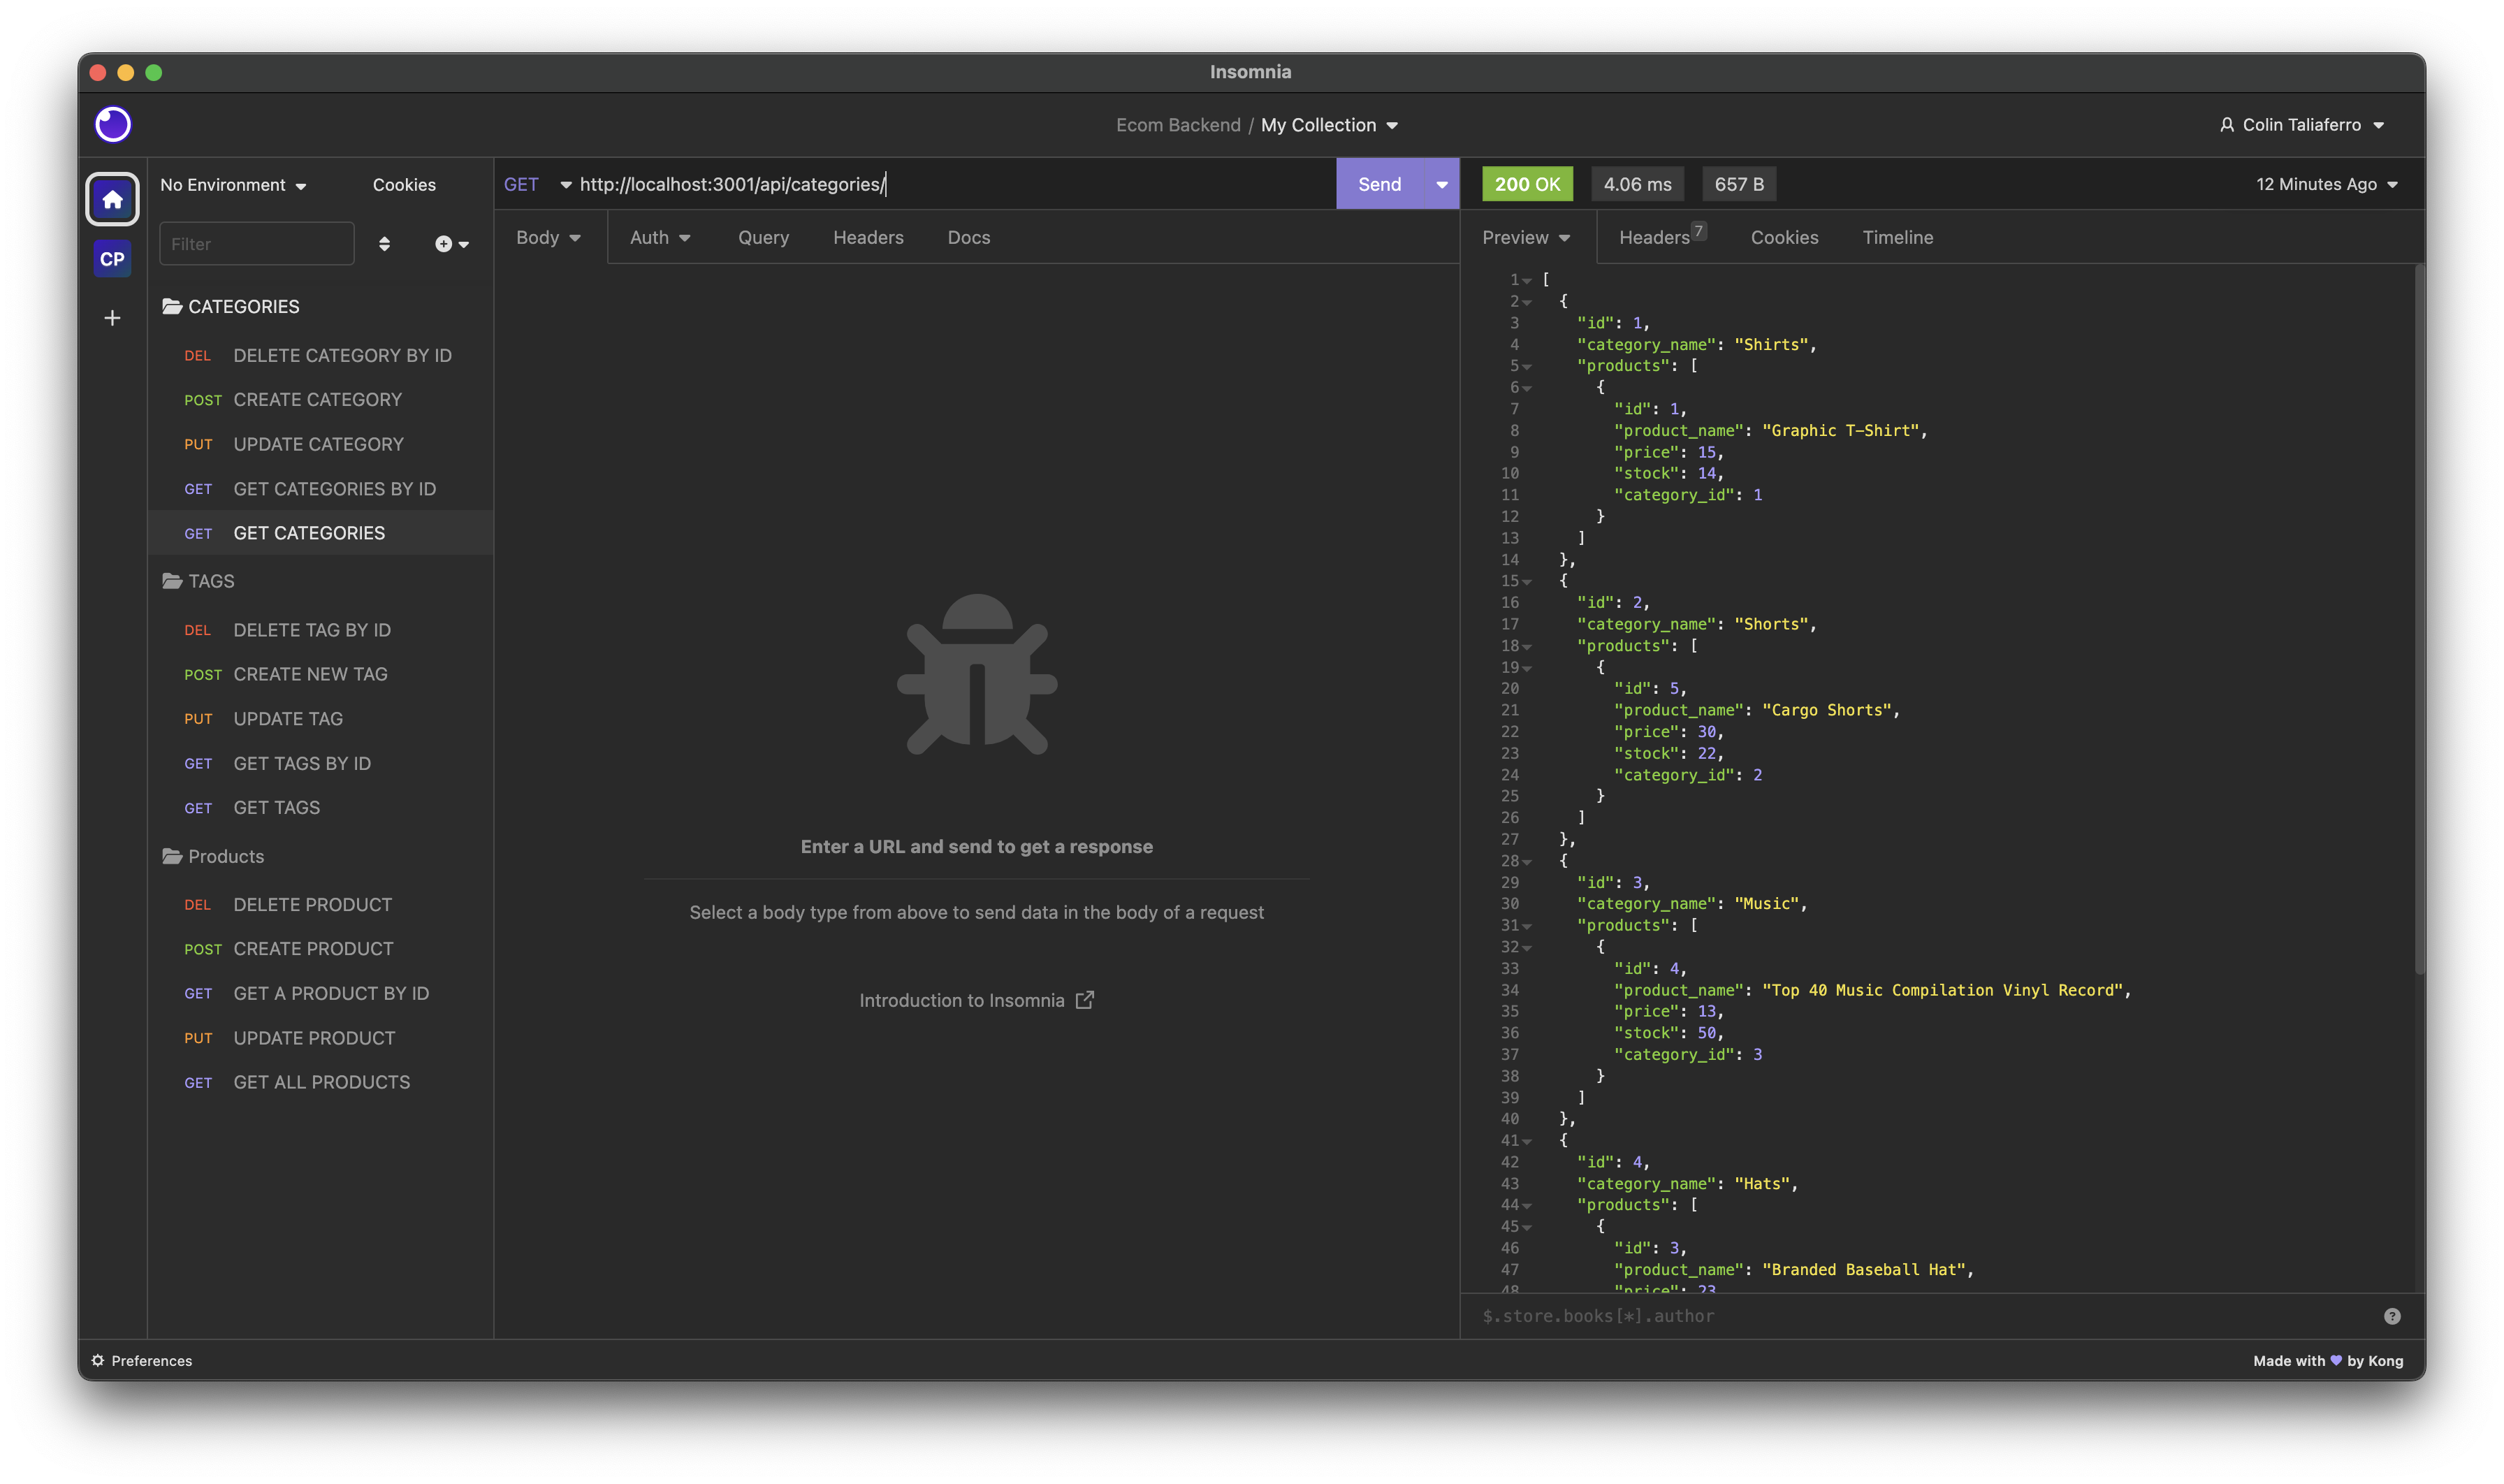 Insomnia
Ecom Backend / My Collection
Colin Taliaferro
CP
No Environment
Cookies
Filter
CATEGORIES
DEL DELETE CATEGORY BY ID
POST CREATE CATEGORY
PUT UPDATE CATEGORY
GET GET CATEGORIES BY ID
GET GET CATEGORIES
TAGS
DEL DELETE TAG BY ID
POST CREATE NEW TAG
PUT UPDATE TAG
GET GET TAGS BY ID
GET GET TAGS
Products
DEL DELETE PRODUCT
POST CREATE PRODUCT
GET GET A PRODUCT BY ID
PUT UPDATE PRODUCT
GET GET ALL PRODUCTS
GET http://localhost:3001/api/categories/ Send
Body Auth Query Headers Docs
Enter a URL and send to get a response
Select a body type from above to send data in the body of a request
Introduction to Insomnia
200 OK 4.06 ms 657 B 12 Minutes Ago
Preview Headers 7 Cookies Timeline
1 [
2 {
3 "id": 1,
4 "category_name": "Shirts",
5 "products": [
6 {
7 "id": 1,
8 "product_name": "Graphic T-Shirt",
9 "price": 15,
10 "stock": 14,
11 "category_id": 1
12 }
13 ]
14 },
15 {
16 "id": 2,
17 "category_name": "Shorts",
18 "products": [
19 {
20 "id": 5,
21 "product_name": "Cargo Shorts",
22 "price": 30,
23 "stock": 22,
24 "category_id": 2
25 }
26 ]
27 },
28 {
29 "id": 3,
30 "category_name": "Music",
31 "products": [
32 {
33 "id": 4,
34 "product_name": "Top 40 Music Compilation Vinyl Record",
35 "price": 13,
36 "stock": 50,
37 "category_id": 3
38 }
39 ]
40 },
41 {
42 "id": 4,
43 "category_name": "Hats",
44 "products": [
45 {
46 "id": 3,
47 "product_name": "Branded Baseball Hat",
48 "price": 23
$.store.books[*].author
Preferences
Made with by Kong